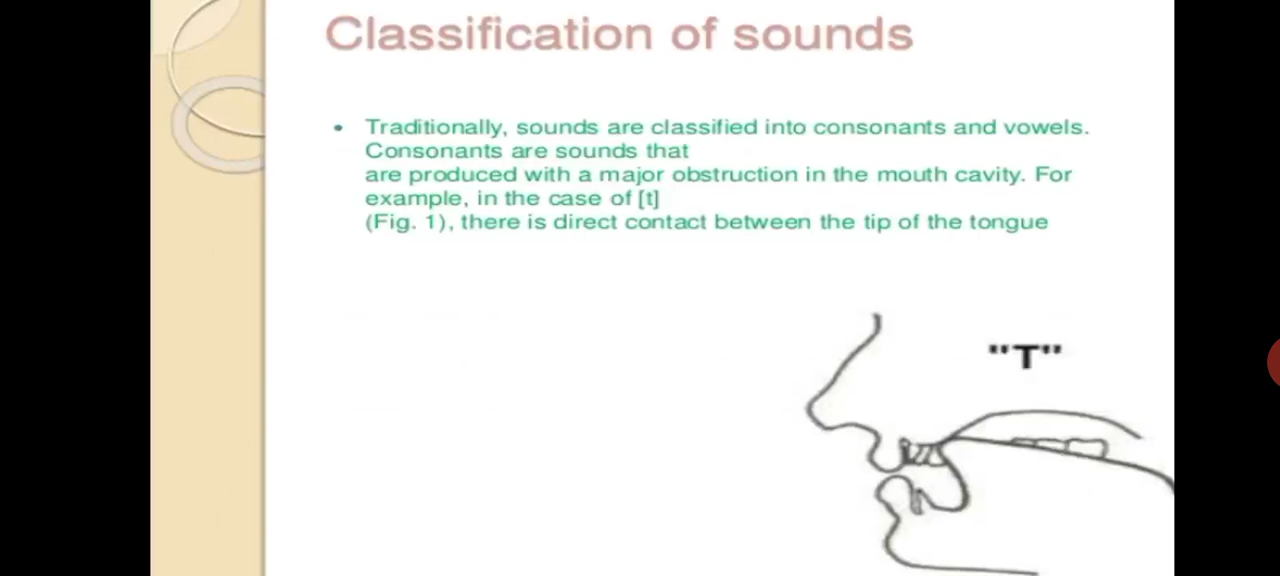 Classification of sounds
• Traditionally, sounds are classified into consonants and vowels.
Consonants are sounds that
are produced with a major obstruction in the mouth cavity. For
example, in the case of [t]
(Fig. 1), there is direct contact between the tip of the tongue
"T"